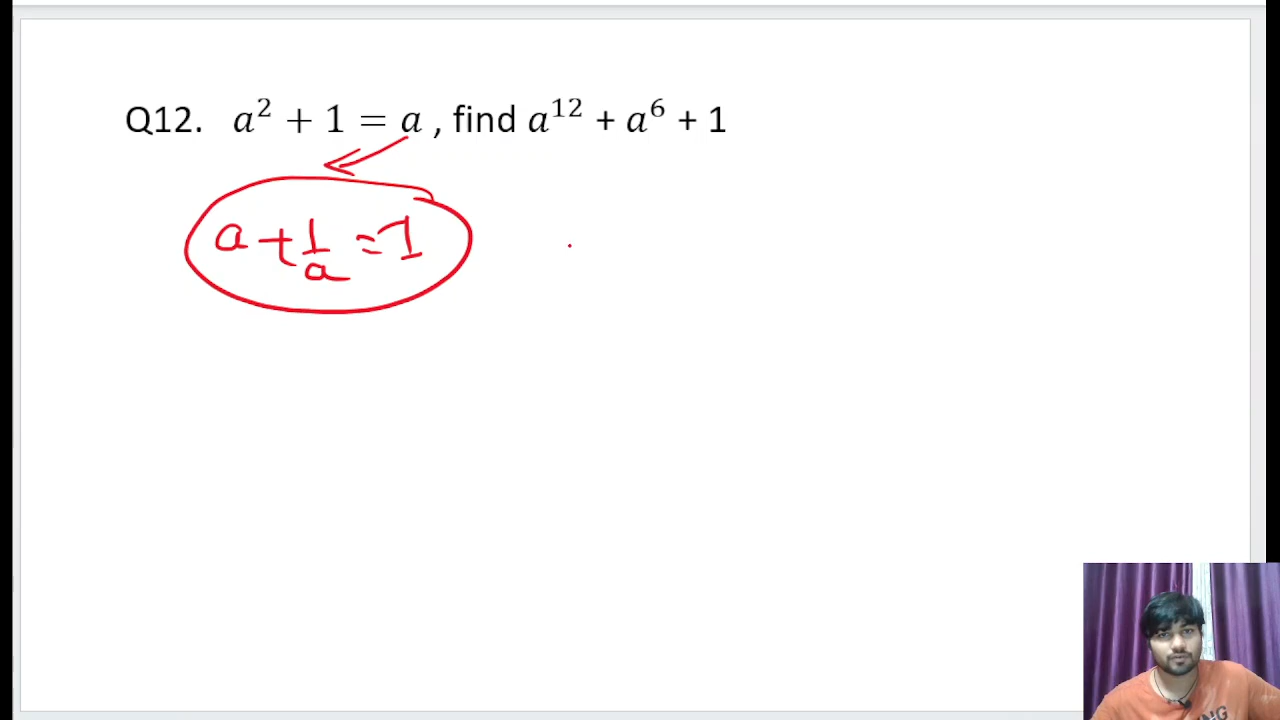 Q12. a² + 1 = a , find a¹² + a⁶ + 1
a + 1/a = 1